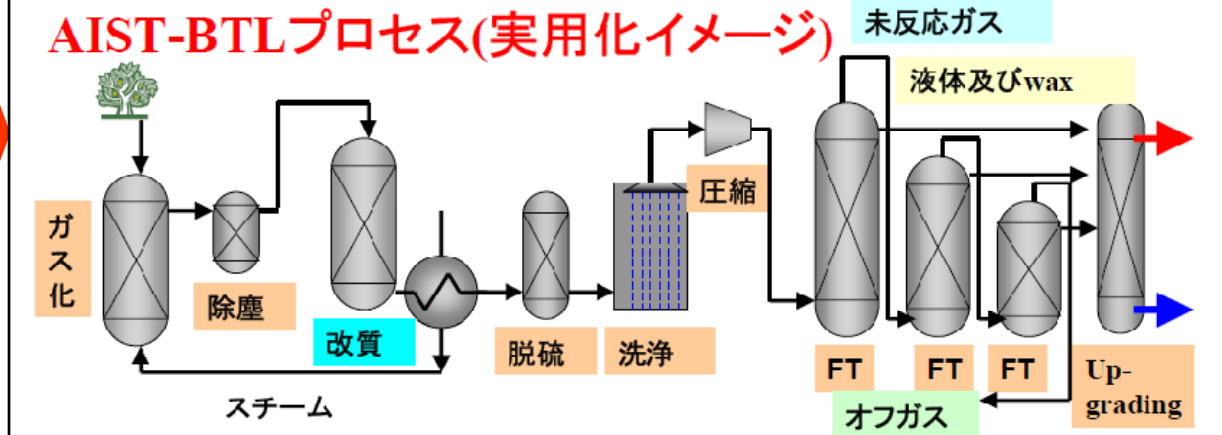 AIST-BTLプロセス(実用化イメージ)
未反応ガス
液体及びwax
ガ
ス
化
除塵
改質
スチーム
脱硫
洗浄
圧縮
FT
FT
FT
Up-
grading
オフガス